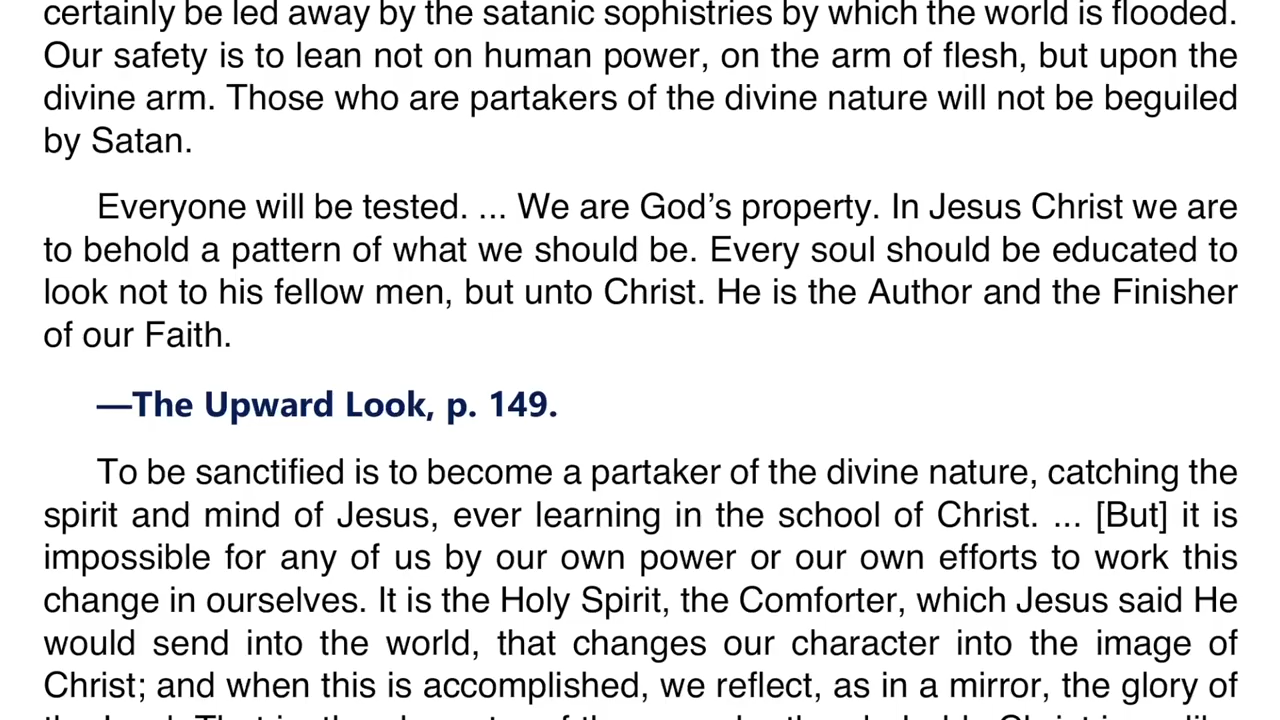 certainly be led away by the satanic sophistries by which the world is flooded.
Our safety is to lean not on human power, on the arm of flesh, but upon the
divine arm. Those who are partakers of the divine nature will not be beguiled
by Satan.
Everyone will be tested. ... We are God’s property. In Jesus Christ we are
to behold a pattern of what we should be. Every soul should be educated to
look not to his fellow men, but unto Christ. He is the Author and the Finisher
of our Faith.
—The Upward Look, p. 149.
To be sanctified is to become a partaker of the divine nature, catching the
spirit and mind of Jesus, ever learning in the school of Christ. ... [But] it is
impossible for any of us by our own power or our own efforts to work this
change in ourselves. It is the Holy Spirit, the Comforter, which Jesus said He
would send into the world, that changes our character into the image of
Christ; and when this is accomplished, we reflect, as in a mirror, the glory of